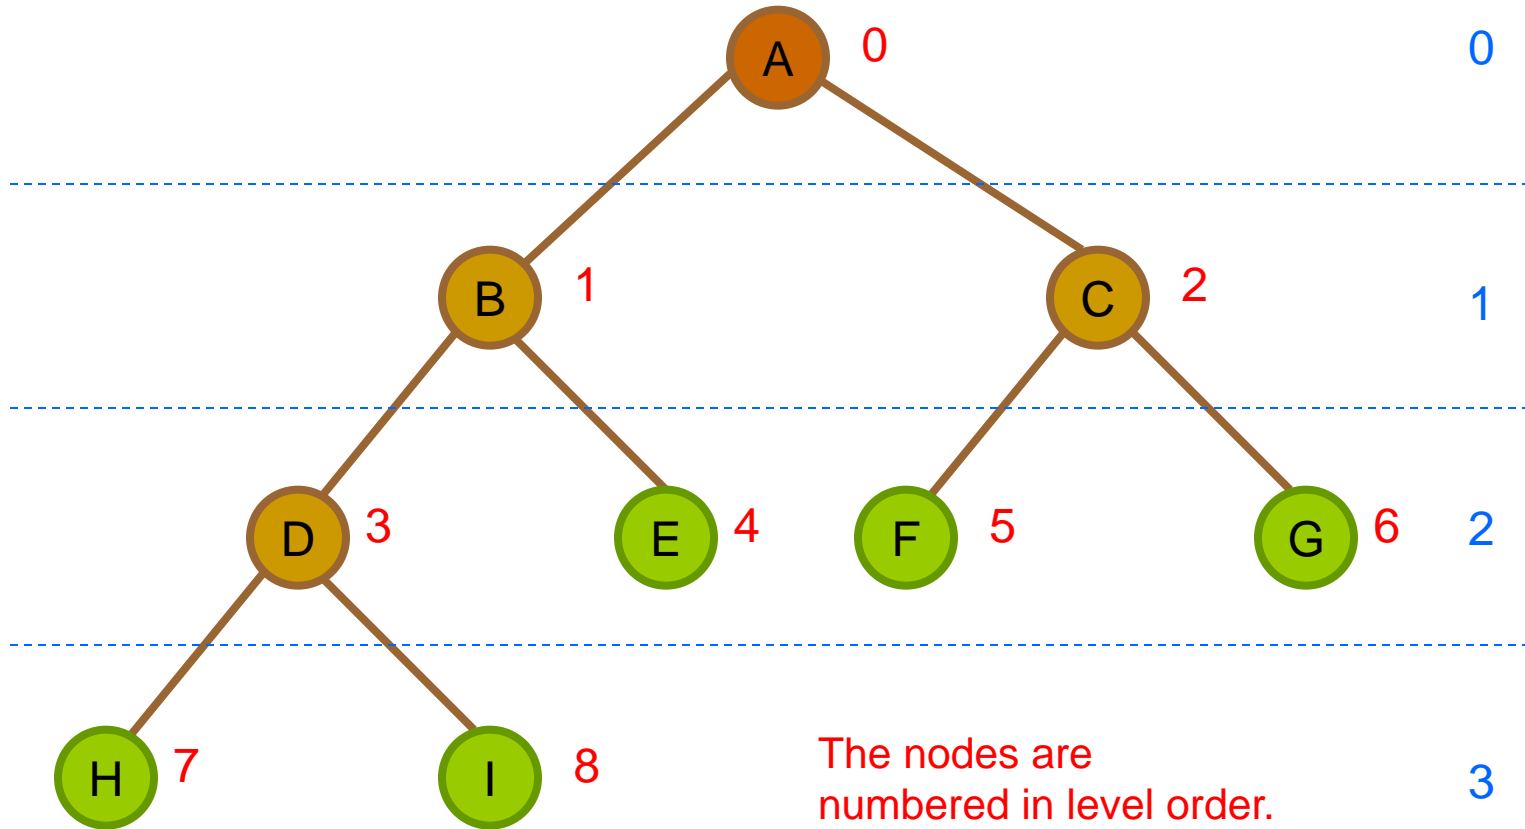 A 0 0
B 1 C 2 1
D 3 E 4 F 5 G 6 2
H 7 I 8 3
The nodes are
numbered in level order.